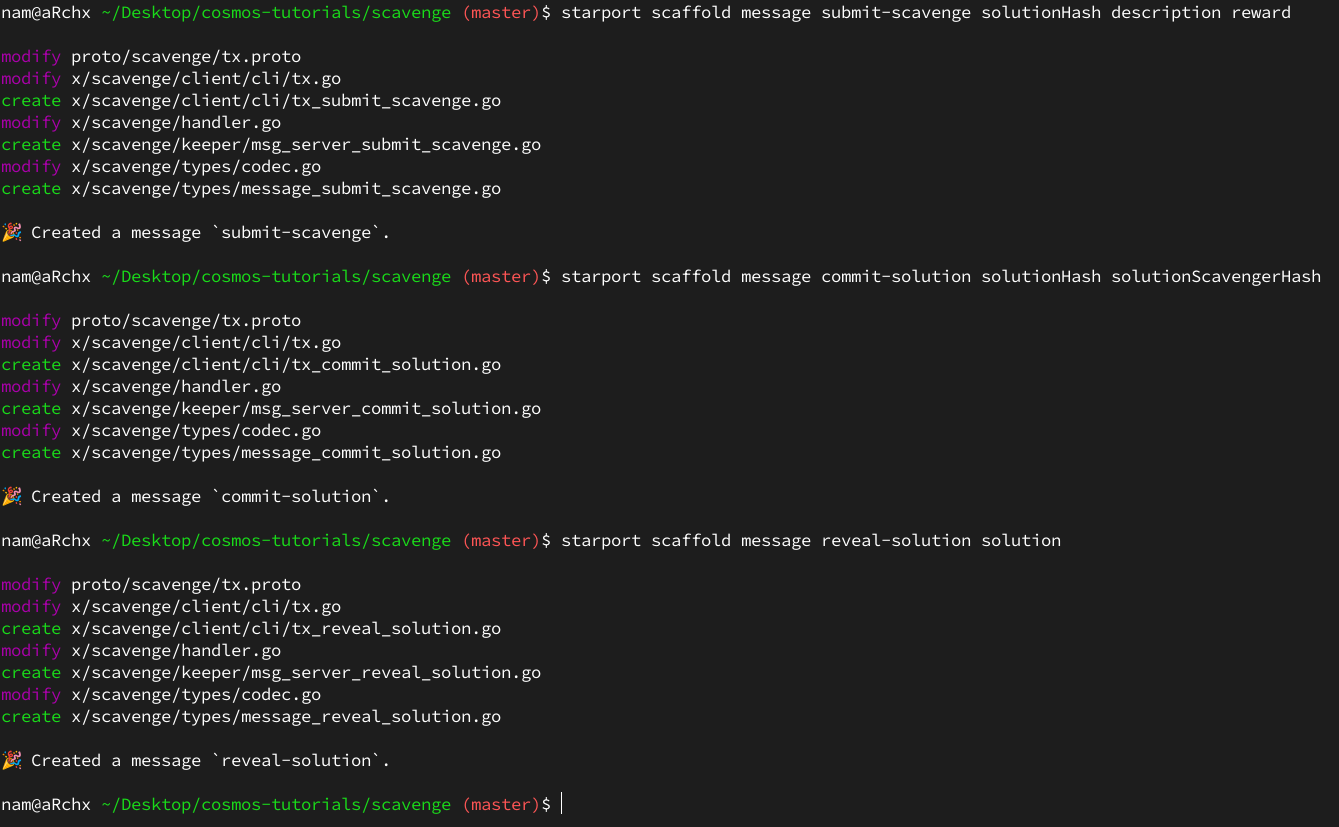 nam@aRchx ~/Desktop/cosmos-tutorials/scavenge (master)$ starport scaffold message submit-scavenge solutionHash description reward
modify proto/scavenge/tx.proto
modify x/scavenge/client/cli/tx.go
create x/scavenge/client/cli/tx_submit_scavenge.go
modify x/scavenge/handler.go
create x/scavenge/keeper/msg_server_submit_scavenge.go
modify x/scavenge/types/codec.go
create x/scavenge/types/message_submit_scavenge.go
🎉 Created a message `submit-scavenge`.
nam@aRchx ~/Desktop/cosmos-tutorials/scavenge (master)$ starport scaffold message commit-solution solutionHash solutionScavengerHash
modify proto/scavenge/tx.proto
modify x/scavenge/client/cli/tx.go
create x/scavenge/client/cli/tx_commit_solution.go
modify x/scavenge/handler.go
create x/scavenge/keeper/msg_server_commit_solution.go
modify x/scavenge/types/codec.go
create x/scavenge/types/message_commit_solution.go
🎉 Created a message `commit-solution`.
nam@aRchx ~/Desktop/cosmos-tutorials/scavenge (master)$ starport scaffold message reveal-solution solution
modify proto/scavenge/tx.proto
modify x/scavenge/client/cli/tx.go
create x/scavenge/client/cli/tx_reveal_solution.go
modify x/scavenge/handler.go
create x/scavenge/keeper/msg_server_reveal_solution.go
modify x/scavenge/types/codec.go
create x/scavenge/types/message_reveal_solution.go
🎉 Created a message `reveal-solution`.
nam@aRchx ~/Desktop/cosmos-tutorials/scavenge (master)$